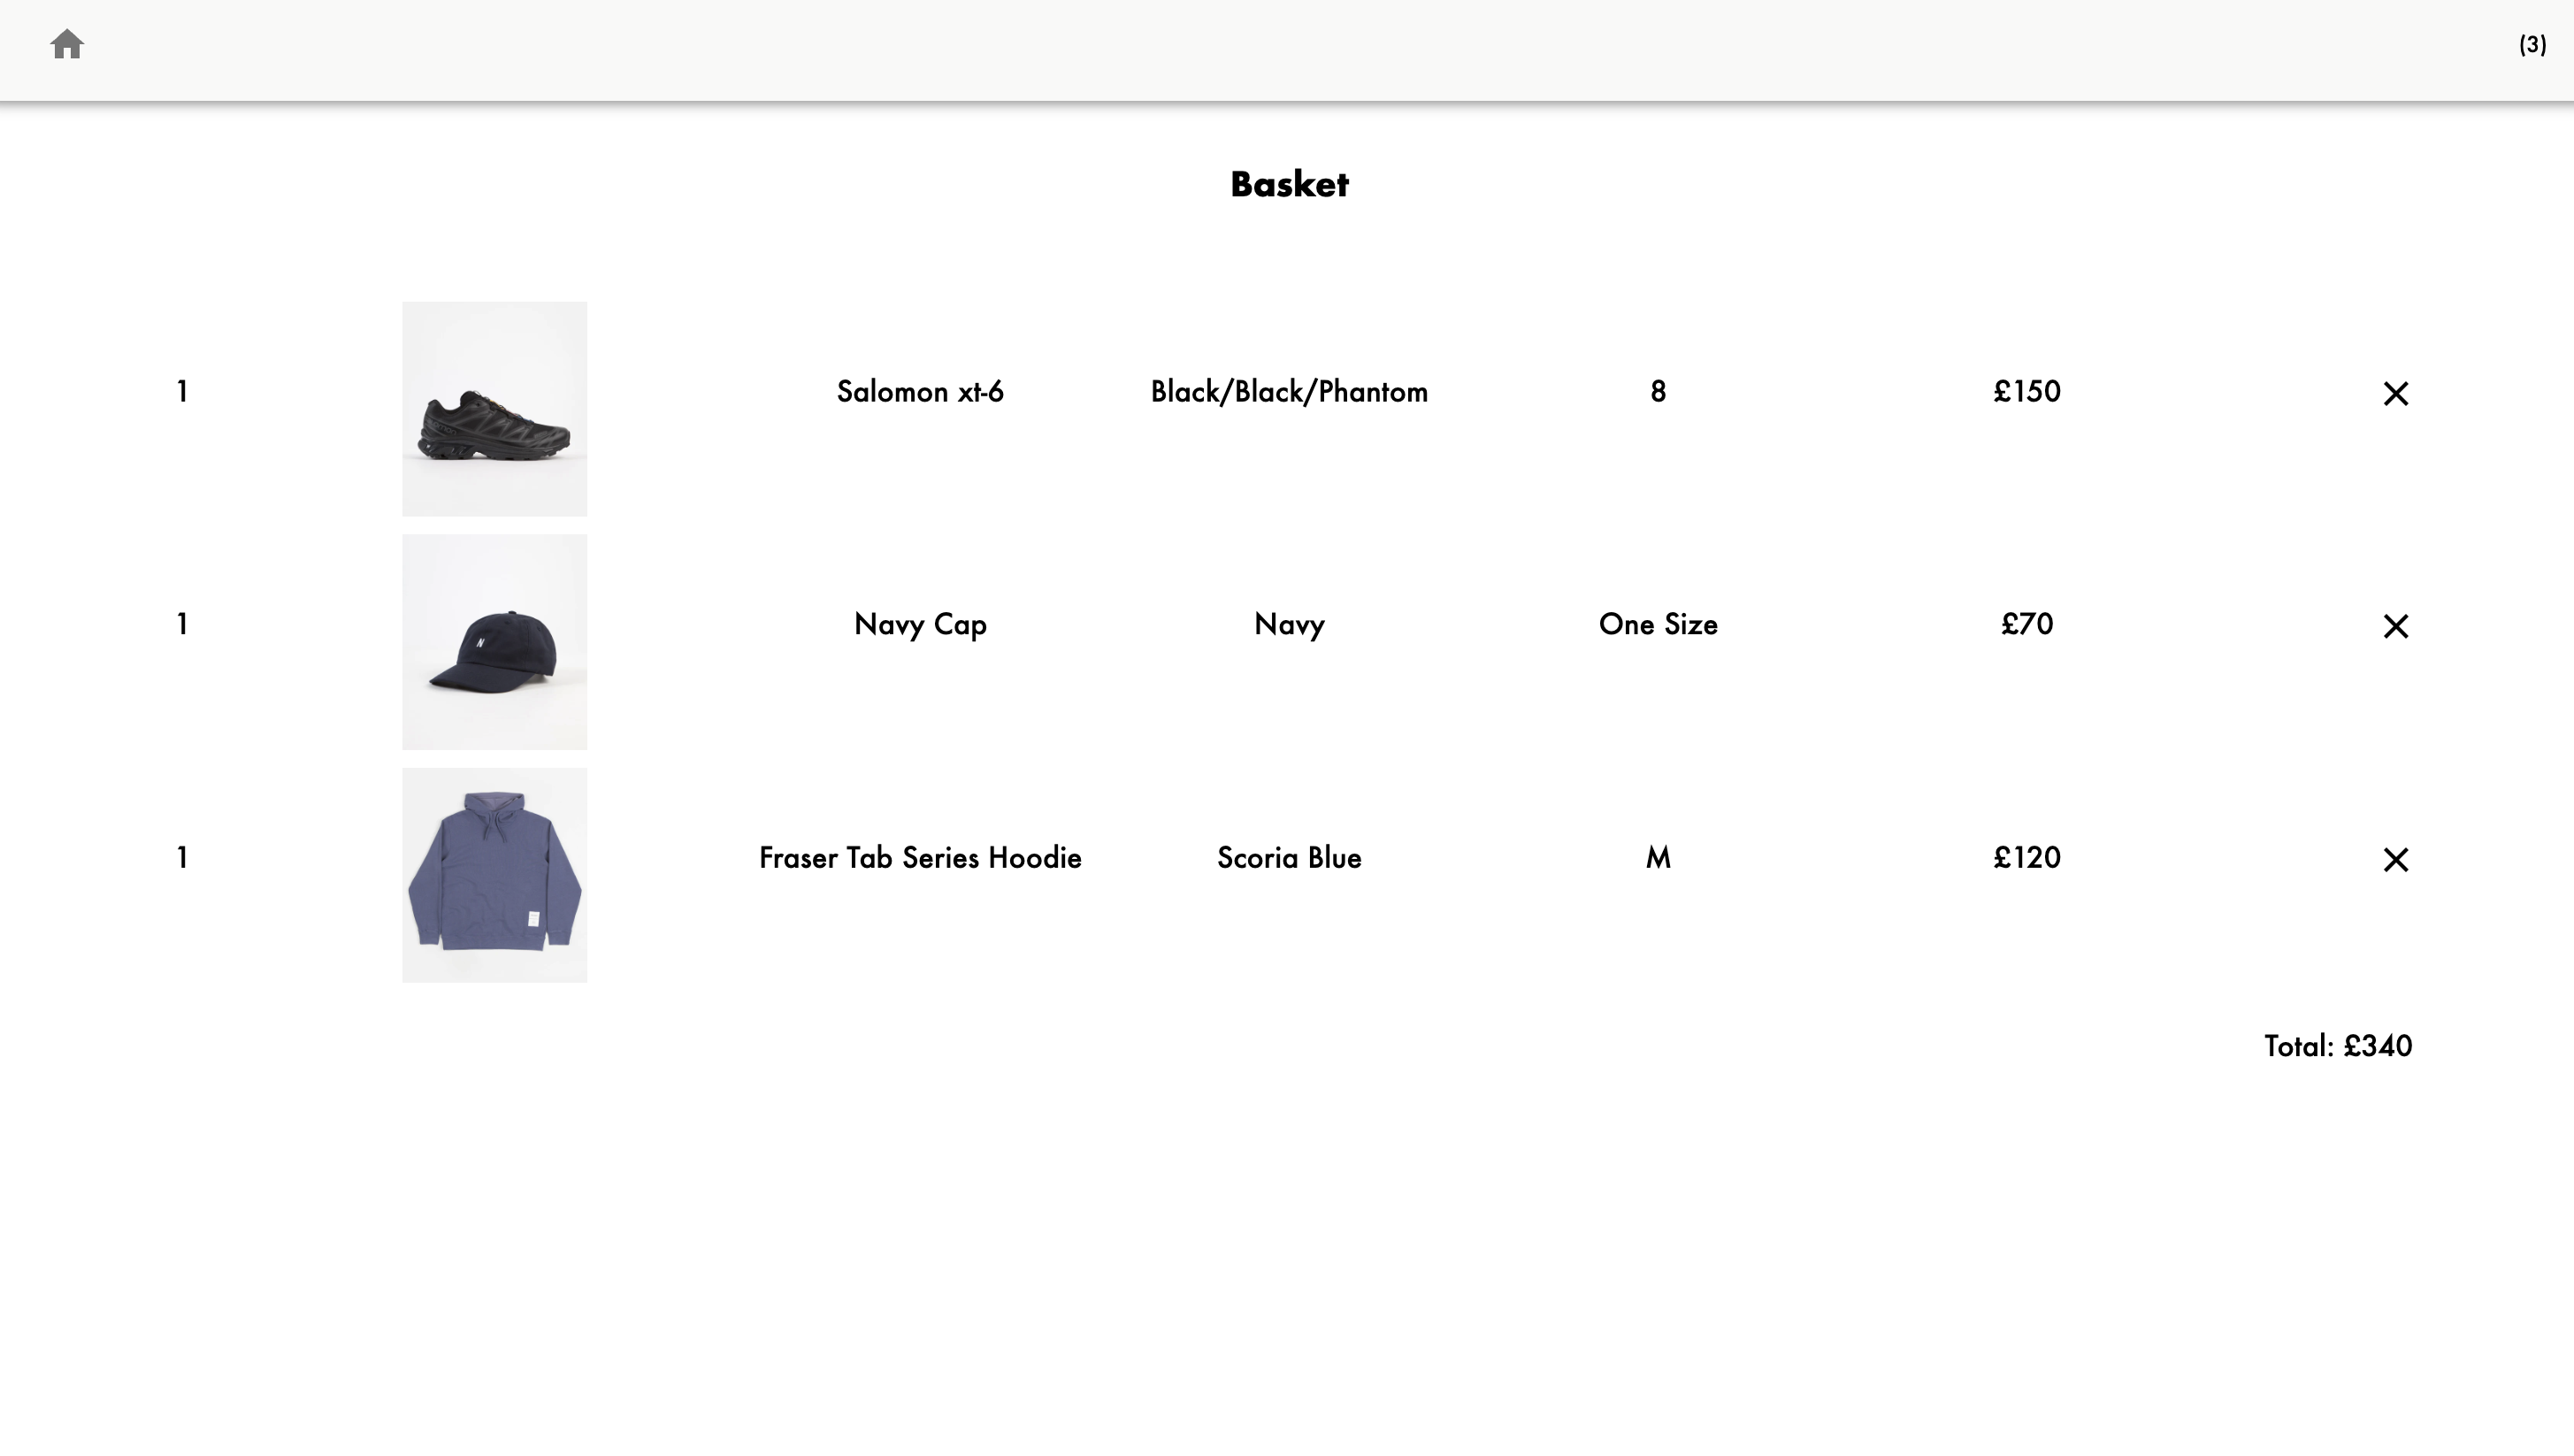 (3)
Basket
1 Salomon xt-6 Black/Black/Phantom 8 £150
N
1 Navy Cap Navy One Size £70
1 Fraser Tab Series Hoodie Scoria Blue M £120
Total: £340